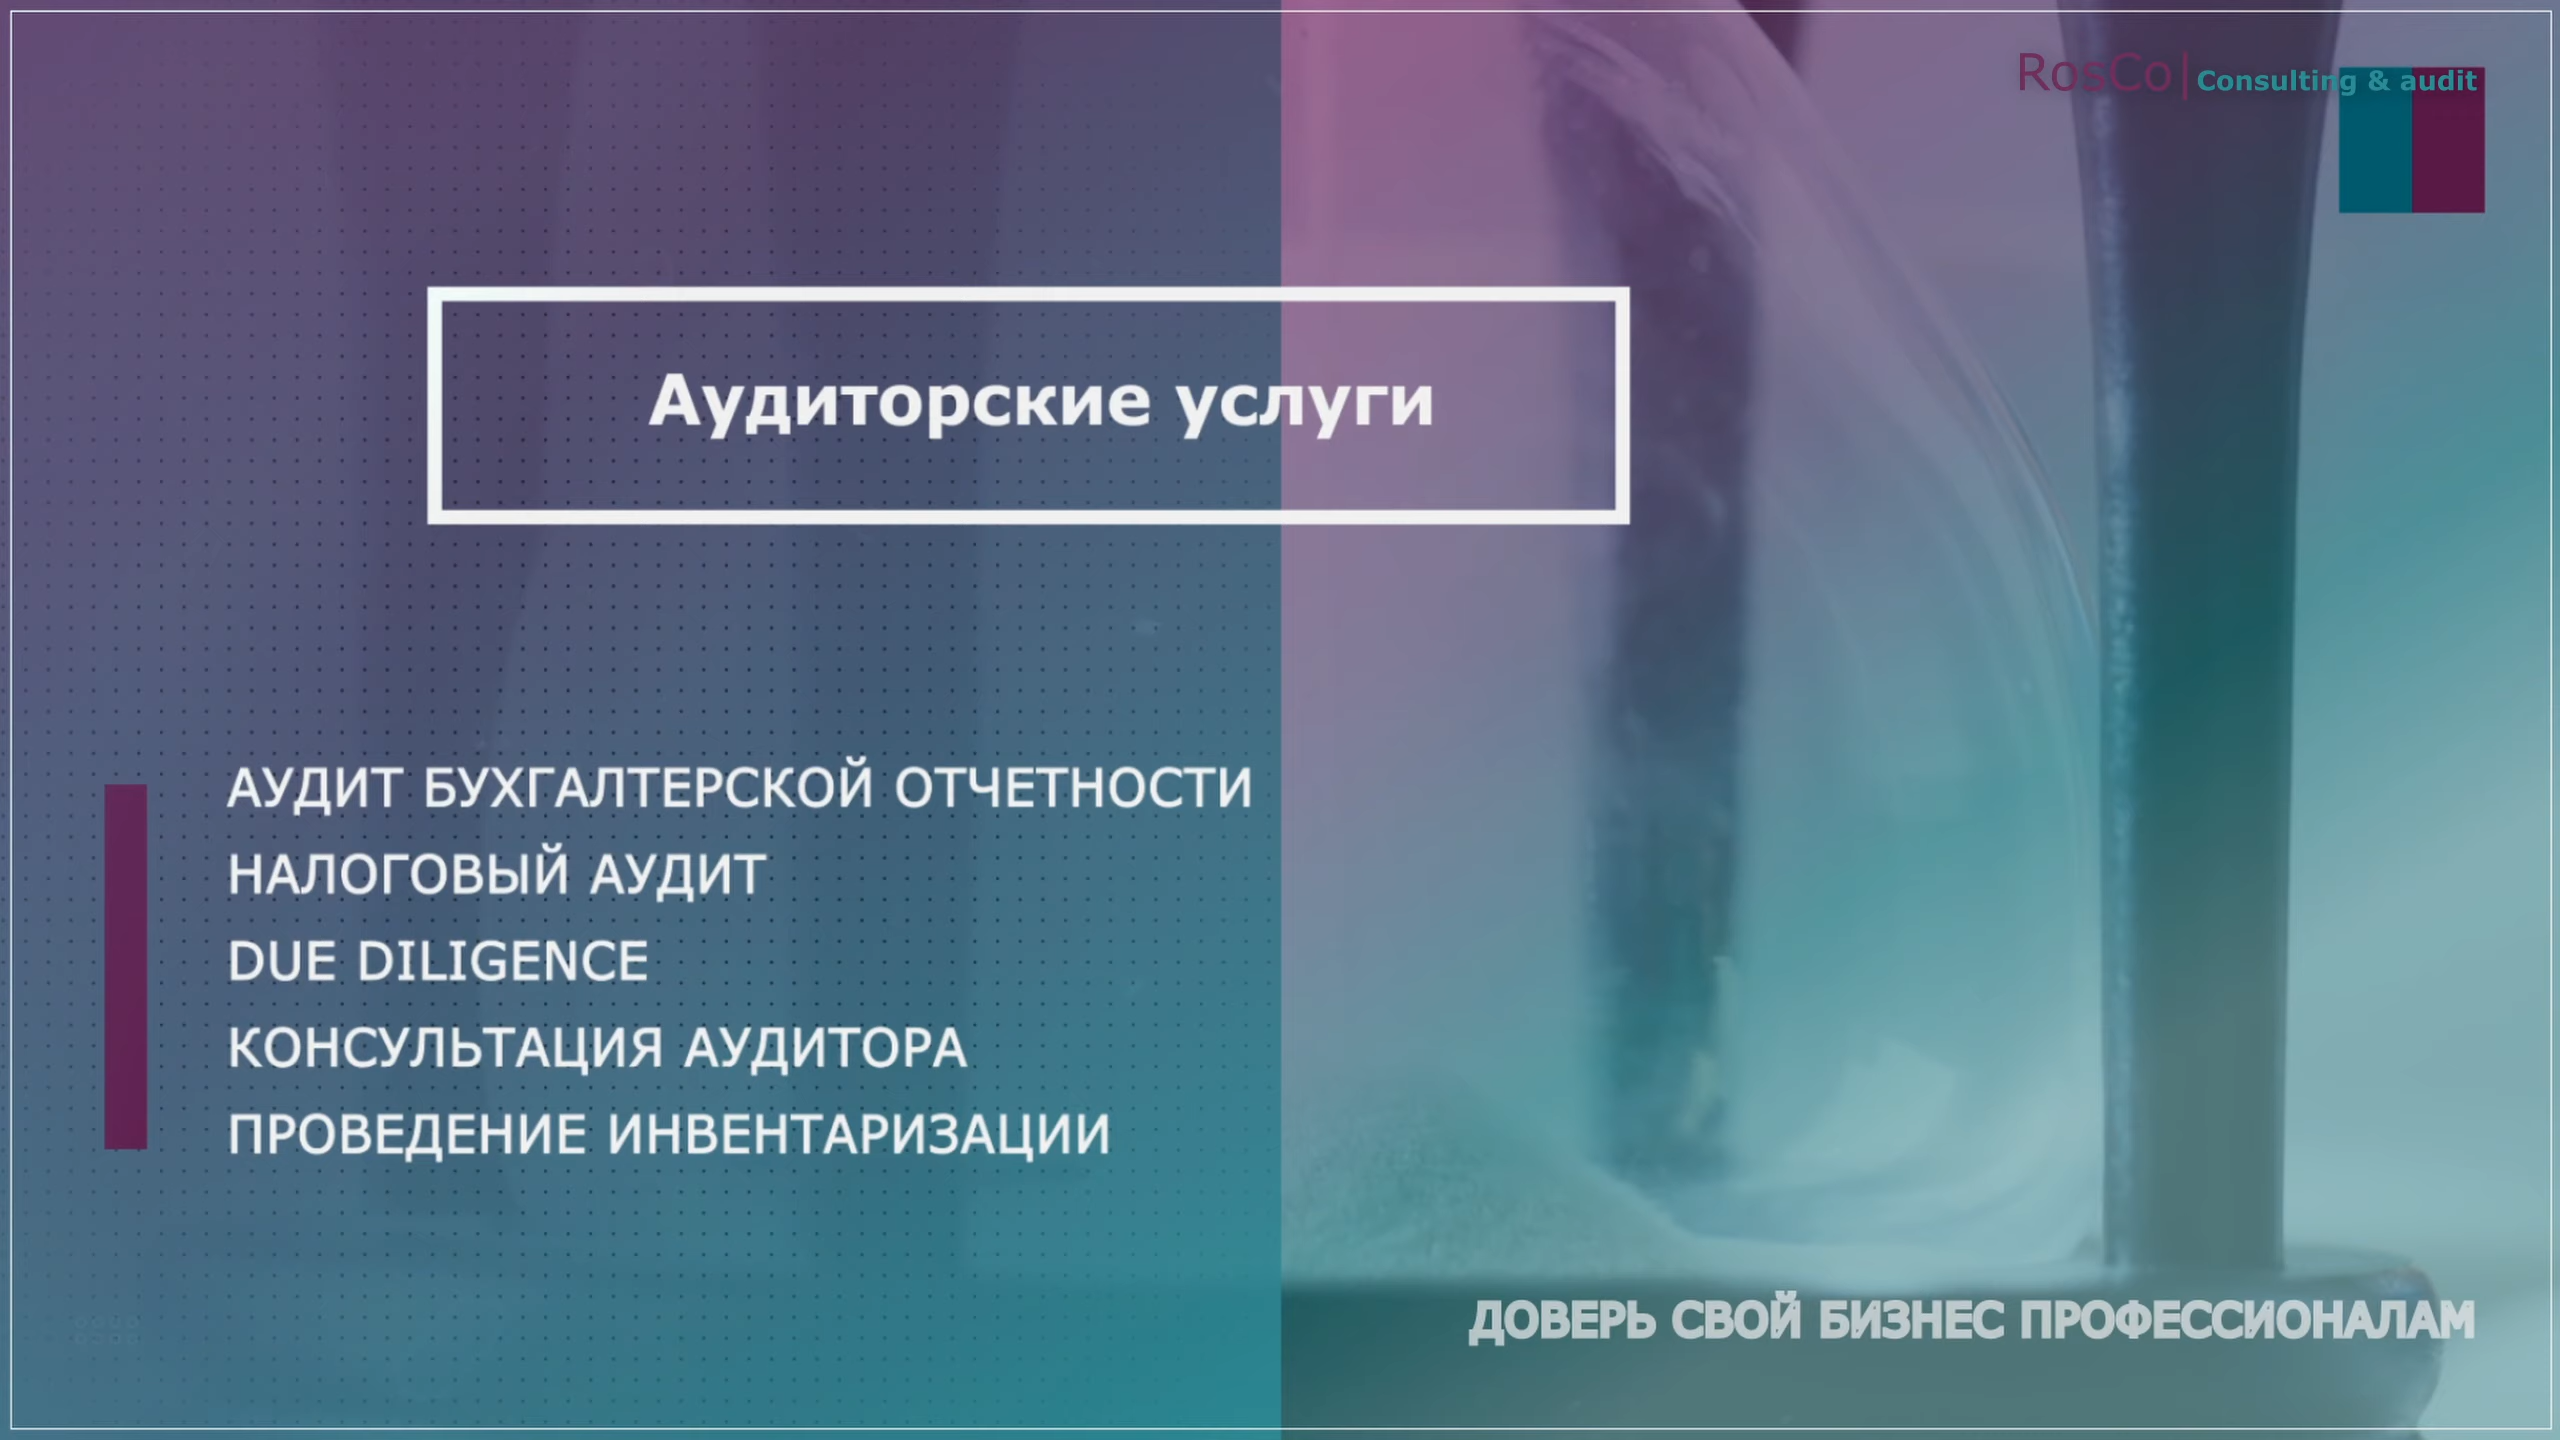 RosCo|Consulting & audit
Аудиторские услуги
АУДИТ БУХГАЛТЕРСКОЙ ОТЧЕТНОСТИ
НАЛОГОВЫЙ АУДИТ
DUE DILIGENCE
КОНСУЛЬТАЦИЯ АУДИТОРА
ПРОВЕДЕНИЕ ИНВЕНТАРИЗАЦИИ
ДОВЕРЬ СВОЙ БИЗНЕС ПРОФЕССИОНАЛАМ